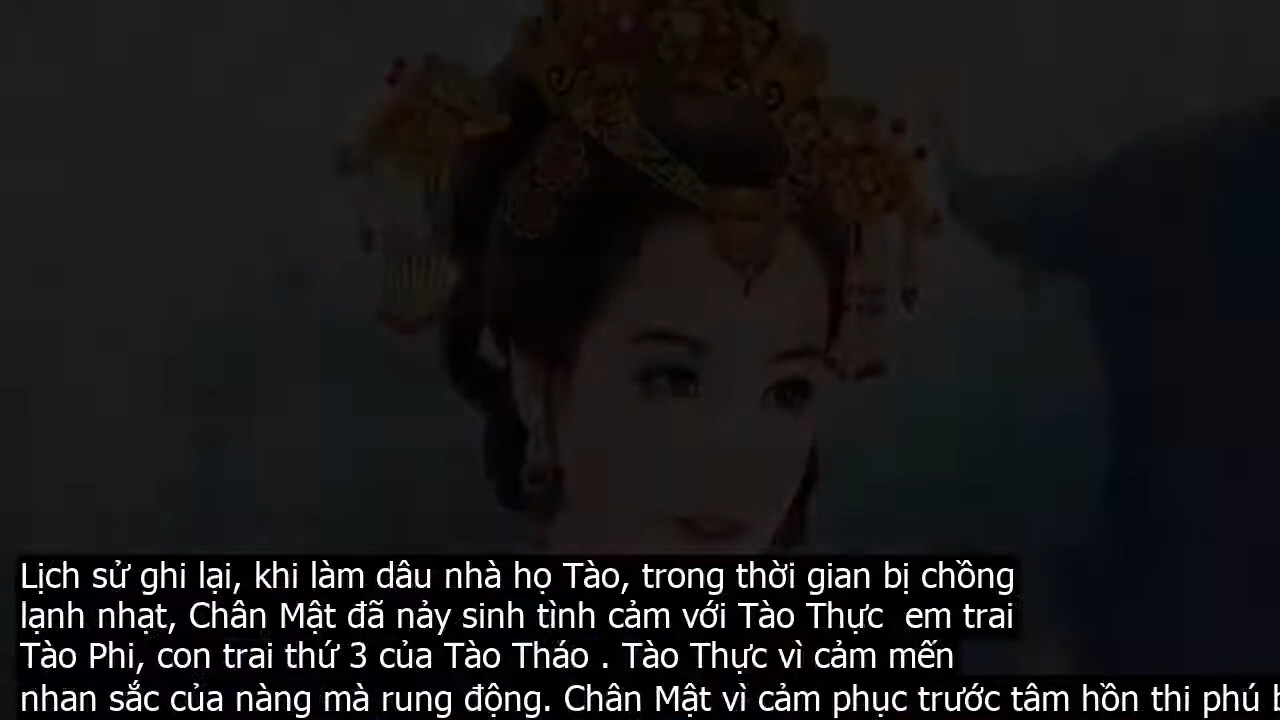 Lịch sử ghi lại, khi làm dâu nhà họ Tào, trong thời gian bị chồng
lạnh nhạt, Chân Mật đã nảy sinh tình cảm với Tào Thực  em trai
Tào Phi, con trai thứ 3 của Tào Tháo . Tào Thực vì cảm mến
nhan sắc của nàng mà rung động. Chân Mật vì cảm phục trước tâm hồn thi phú